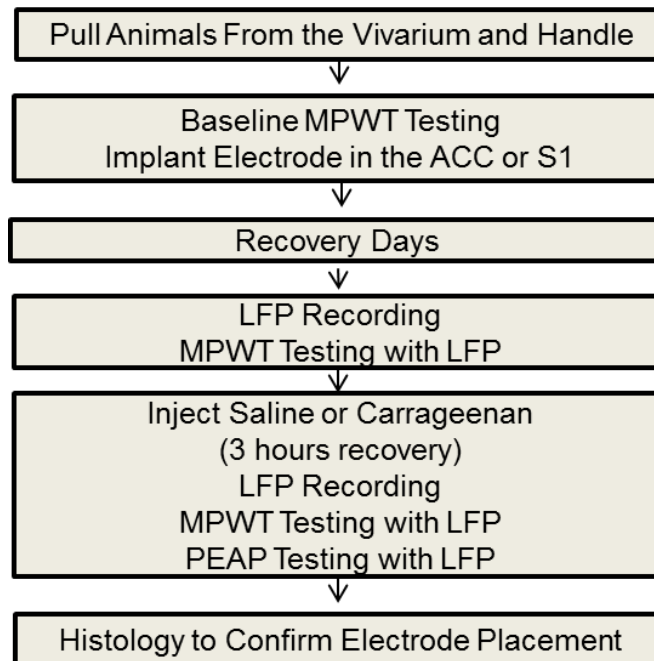 Pull Animals From the Vivarium and Handle
Baseline MPWT Testing
Implant Electrode in the ACC or S1
Recovery Days
LFP Recording
MPWT Testing with LFP
Inject Saline or Carrageenan
(3 hours recovery)
LFP Recording
MPWT Testing with LFP
PEAP Testing with LFP
Histology to Confirm Electrode Placement